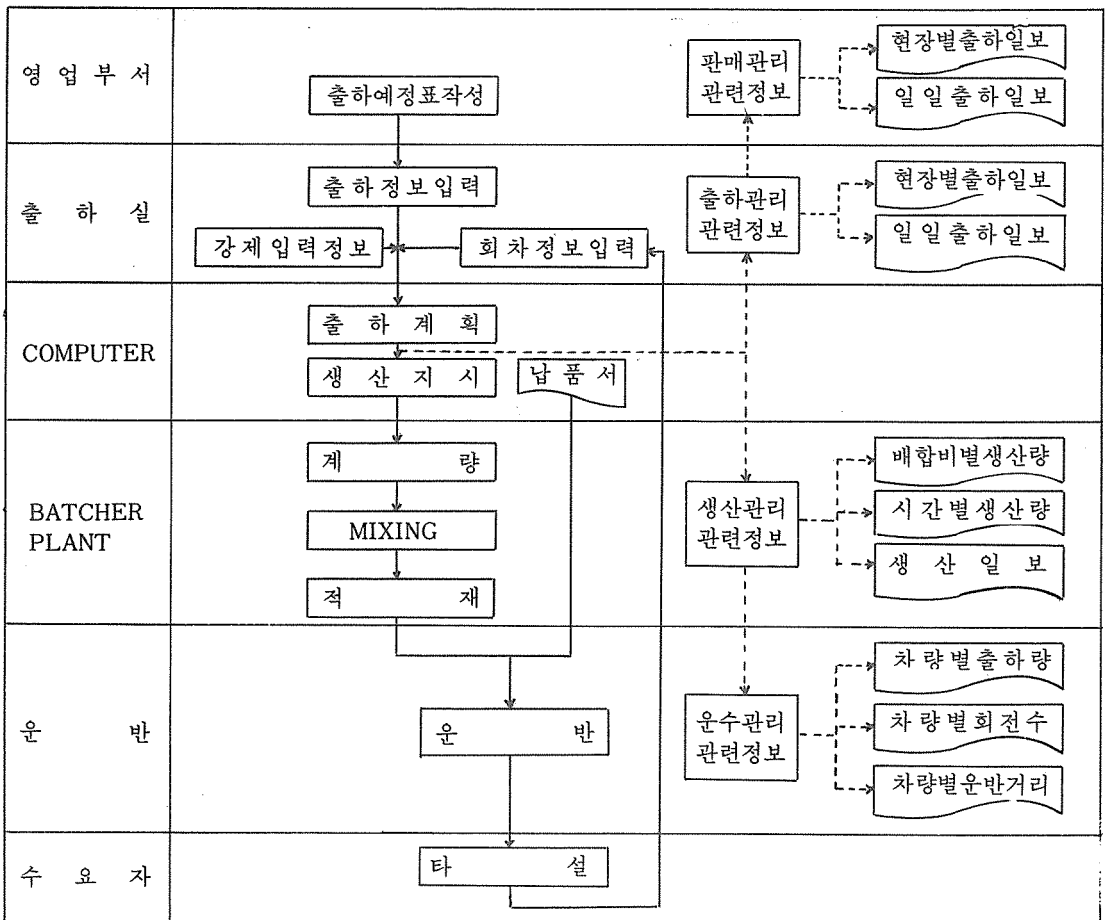 영업부서
출하예정표작성
판매관리
관련정보
현장별출하일보
일일출하일보
출하실
출하정보입력
강제입력정보
회차정보입력
출하관리
관련정보
현장별출하일보
일일출하일보
COMPUTER
출하계획
생산지시
납품서
BATCHER
PLANT
계량
MIXING
적재
생산관리
관련정보
배합비별생산량
시간별생산량
생산일보
운반
운반
운수관리
관련정보
차량별출하량
차량별회전수
차량별운반거리
수요자
타설